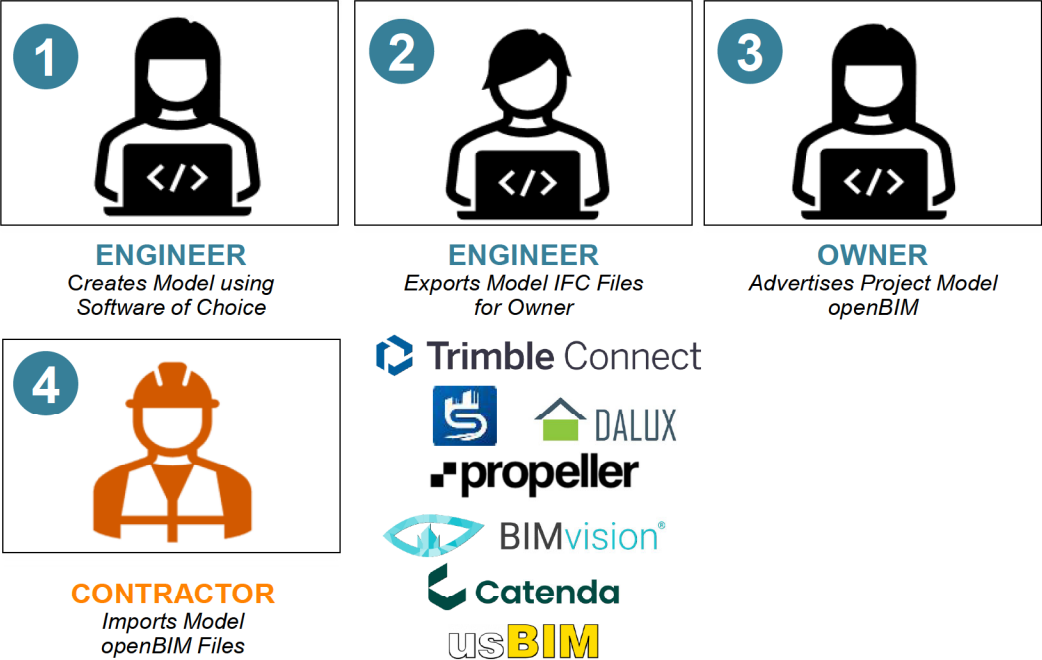 1
ENGINEER
Creates Model using
Software of Choice
2
ENGINEER
Exports Model IFC Files
for Owner
3
OWNER
Advertises Project Model
openBIM
4
CONTRACTOR
Imports Model
openBIM Files
Trimble Connect
DALUX
propeller
BIMvision®
Catenda
usBIM